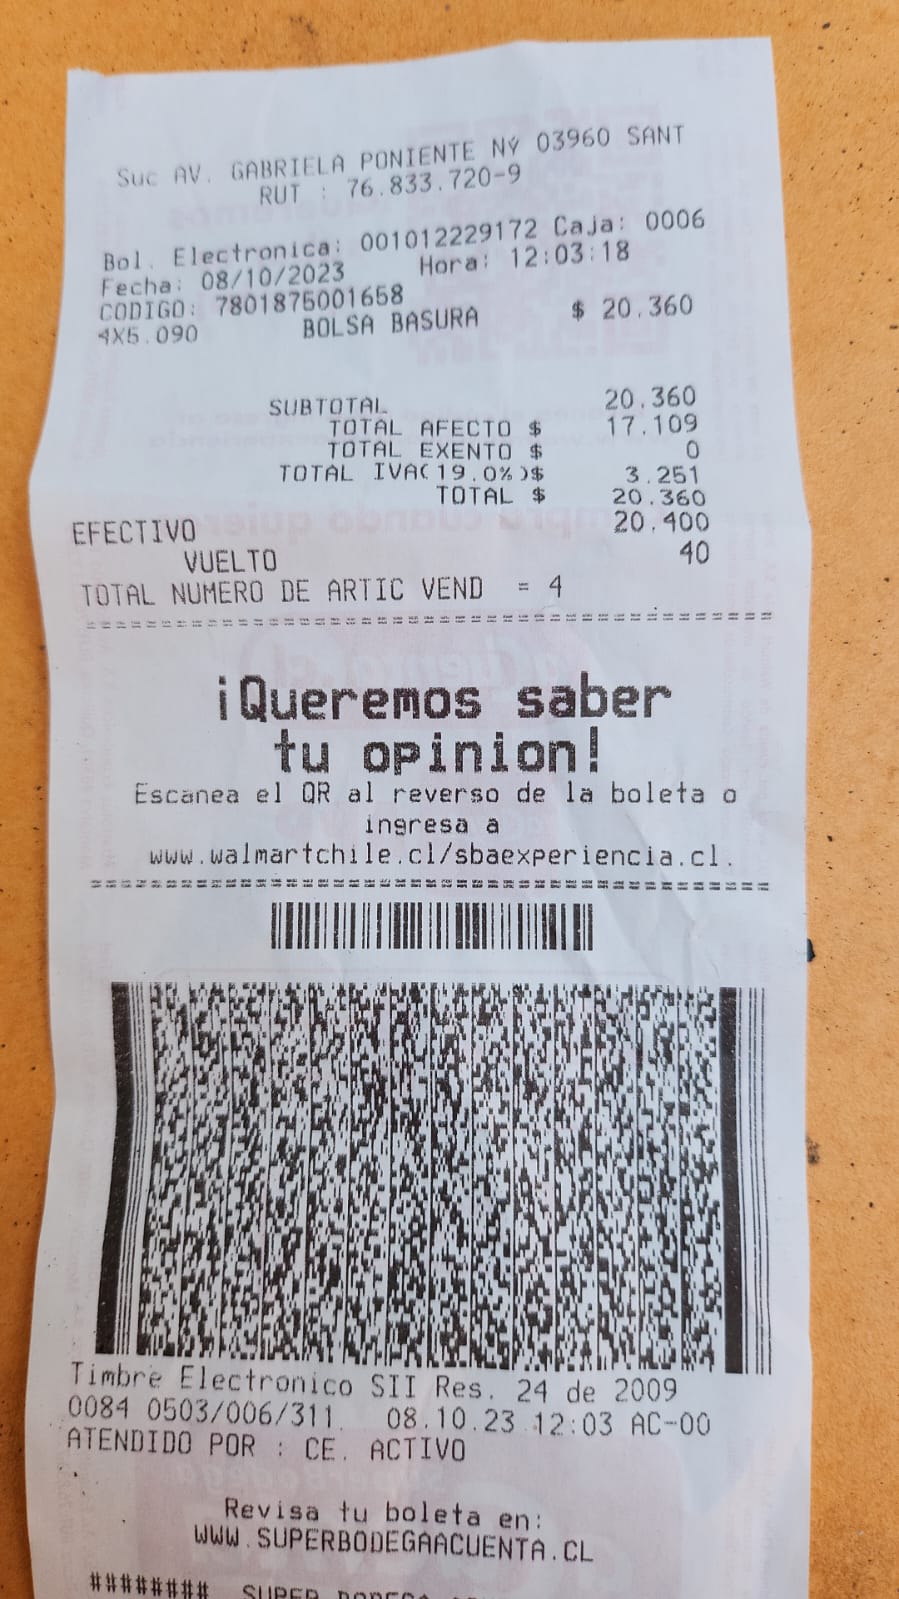 Suc AV. GABRIELA PONIENTE Nº 03960 SANT
RUT : 76.833.720-9
Bol. Electronica: 001012229172 Caja: 0006
Fecha: 08/10/2023 Hora: 12:03:18
CODIGO: 7801875001658
4X5.090 BOLSA BASURA $ 20.360
SUBTOTAL 20.360
TOTAL AFECTO $ 17.109
TOTAL EXENTO $ 0
TOTAL IVA(19.0%)$ 3.251
TOTAL $ 20.360
EFECTIVO 20.400
VUELTO 40
TOTAL NUMERO DE ARTIC VEND = 4
¡Queremos saber
tu opinion!
Escanea el QR al reverso de la boleta o
ingresa a
www.walmartchile.cl/sbaexperiencia.cl.
Timbre Electronico SII Res. 24 de 2009
0084 0503/006/311 08.10.23 12:03 AC-00
ATENDIDO POR : CE. ACTIVO
Revisa tu boleta en:
WWW.SUPERBODEGAACUENTA.CL
######## SUPER BODEGA